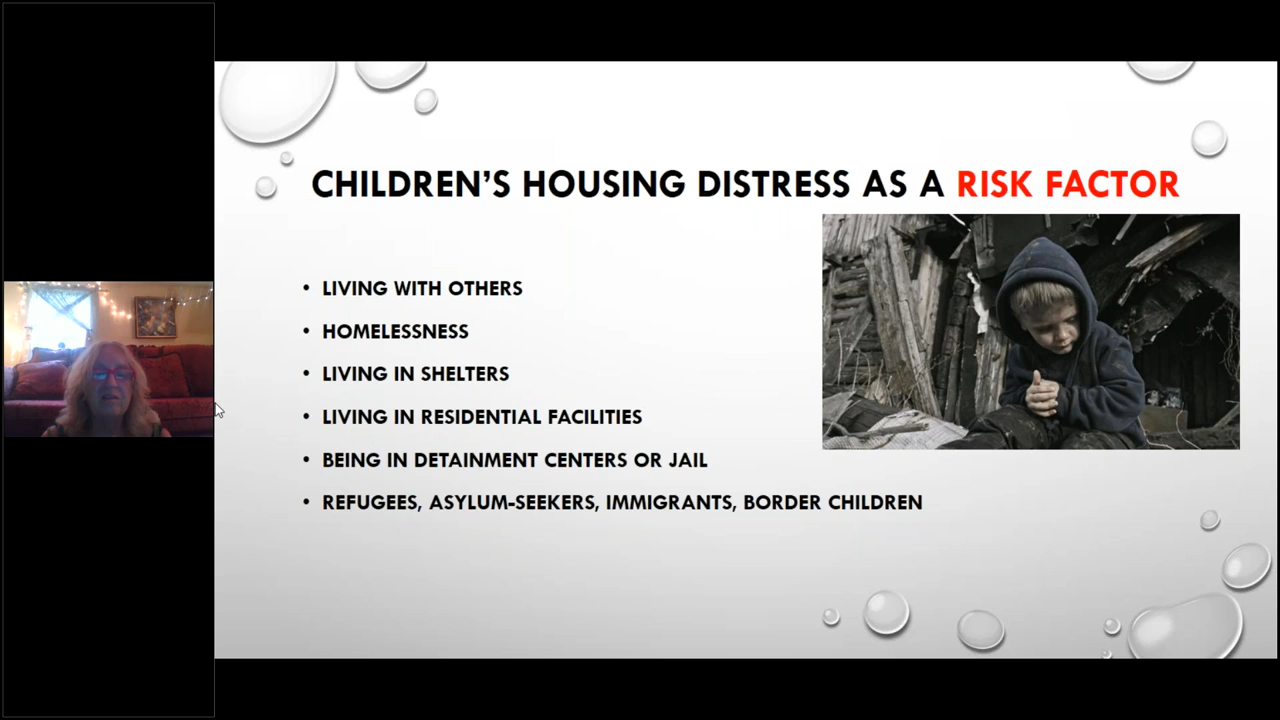 CHILDREN’S HOUSING DISTRESS AS A RISK FACTOR
• LIVING WITH OTHERS
• HOMELESSNESS
• LIVING IN SHELTERS
• LIVING IN RESIDENTIAL FACILITIES
• BEING IN DETAINMENT CENTERS OR JAIL
• REFUGEES, ASYLUM-SEEKERS, IMMIGRANTS, BORDER CHILDREN